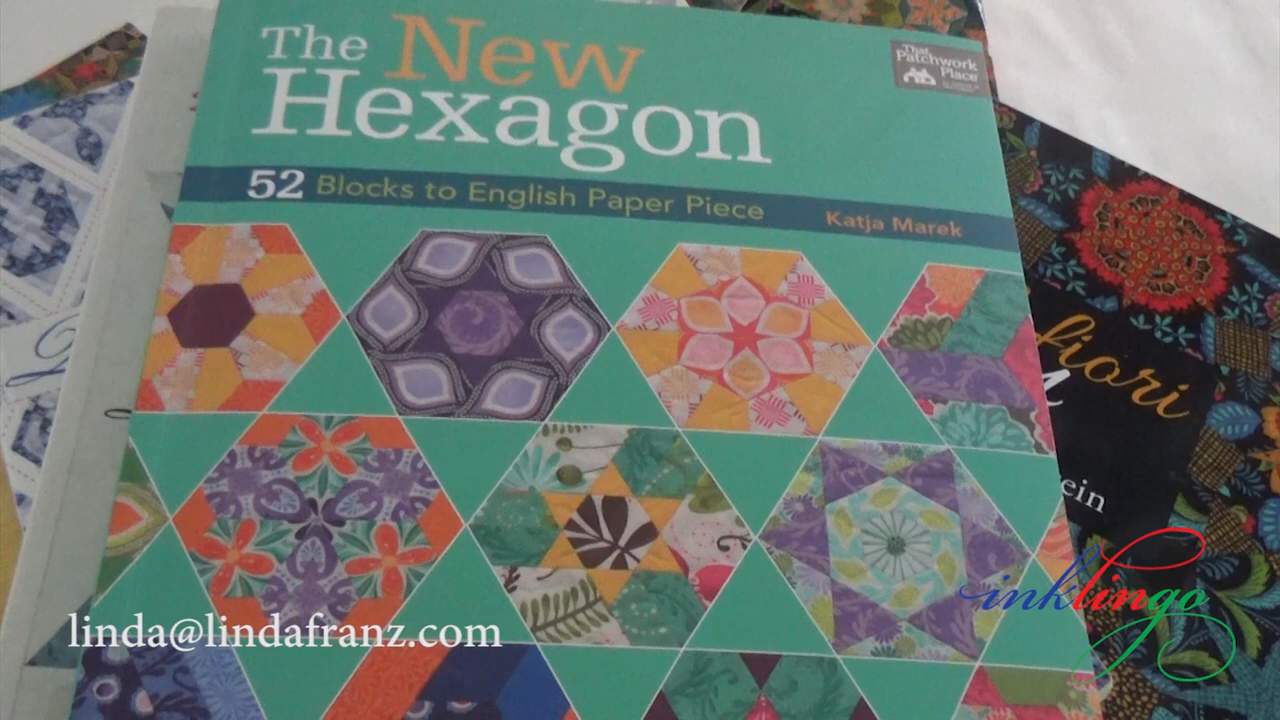 The New
Hexagon
That
Patchwork
Place
52 Blocks to English Paper Piece
Katja Marek
fiori
ein
linda@lindafranz.com
inklingo